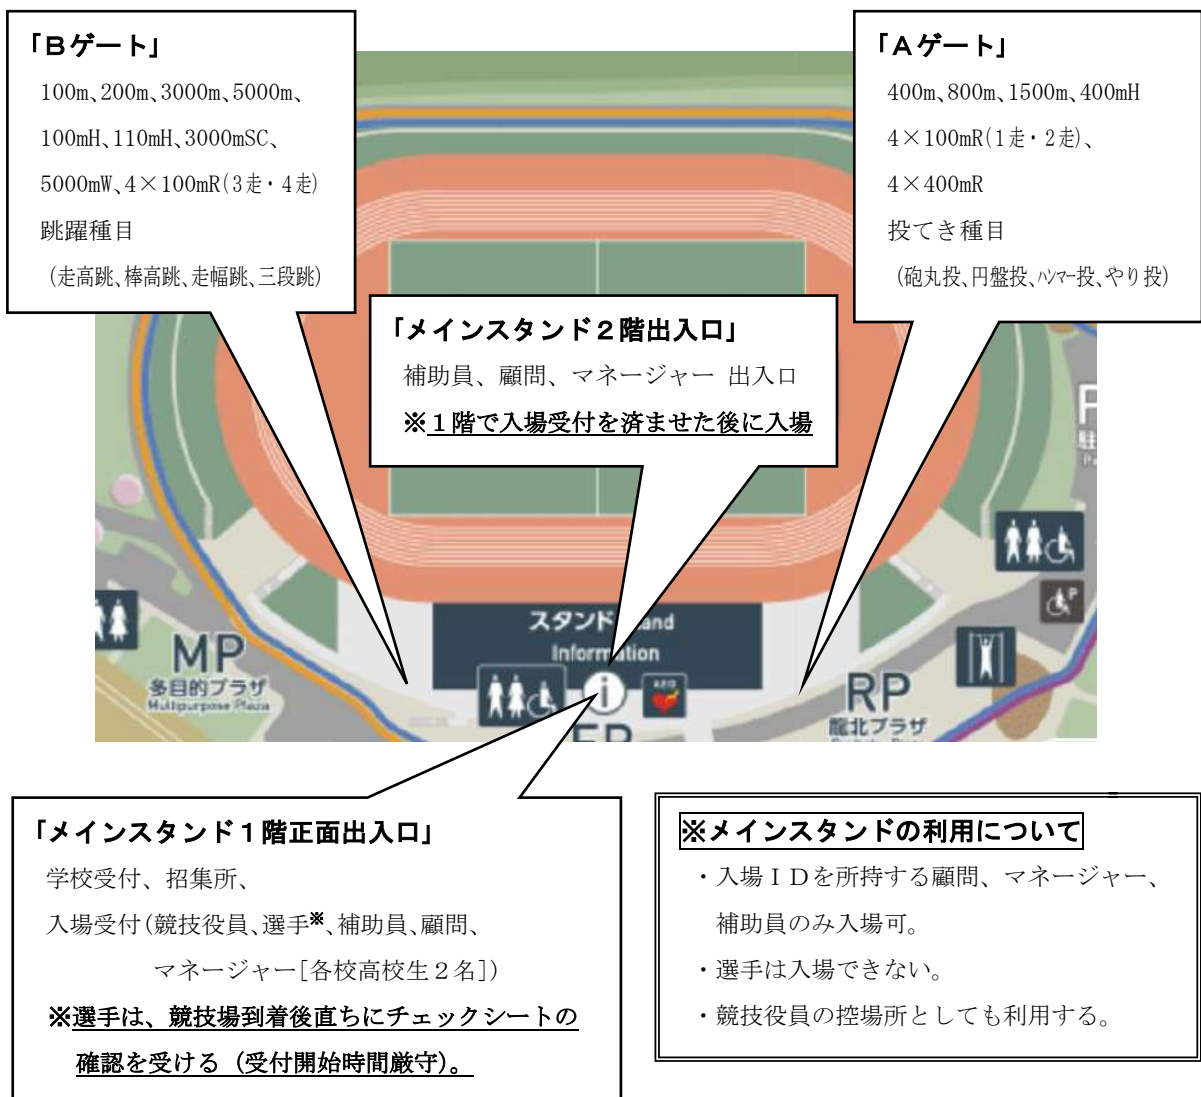 「Bゲート」
100m、200m、3000m、5000m、
100mH、110mH、3000mSC、
5000mW、4×100mR(3走・4走)
跳躍種目
(走高跳、棒高跳、走幅跳、三段跳)
「Aゲート」
400m、800m、1500m、400mH
4×100mR(1走・2走)、
4×400mR
投てき種目
(砲丸投、円盤投、ハンマー投、やり投)
「メインスタンド2階出入口」
補助員、顧問、マネージャー 出入口
※1階で入場受付を済ませた後に入場
スタンド
Information
MP
多目的プラザ
Multipurpose Plaza
RP
龍北プラザ
「メインスタンド1階正面出入口」
学校受付、招集所、
入場受付(競技役員、選手※、補助員、顧問、
マネージャー[各校高校生2名])
※選手は、競技場到着後直ちにチェックシートの
確認を受ける(受付開始時間厳守)。
※メインスタンドの利用について
・入場IDを所持する顧問、マネージャー、
補助員のみ入場可。
・選手は入場できない。
・競技役員の控場所としても利用する。